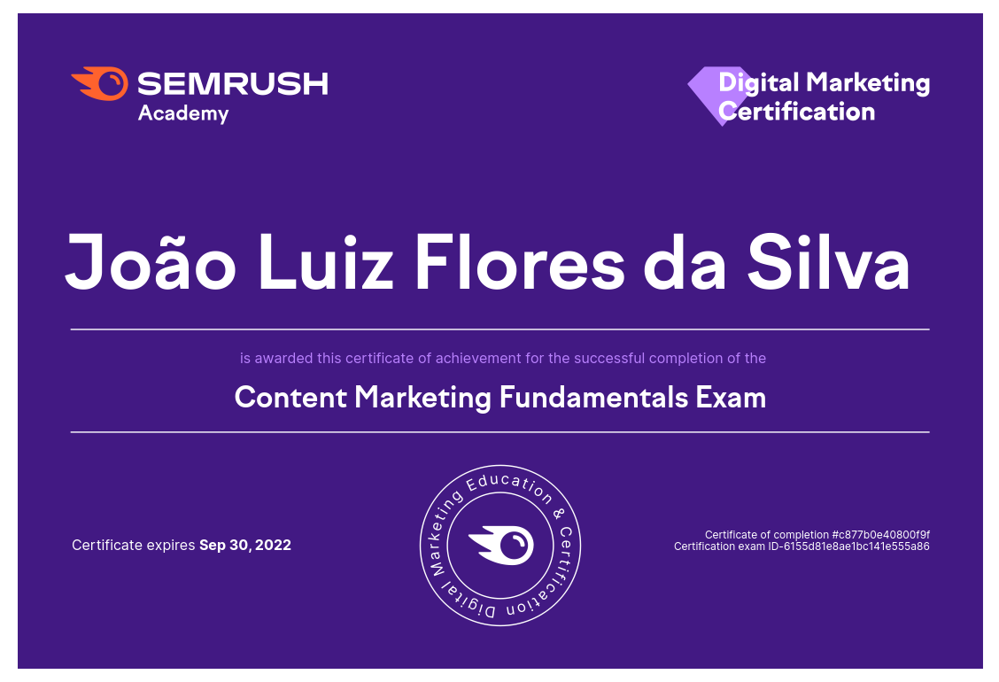 SEMRUSH
Academy
Digital Marketing
Certification
João Luiz Flores da Silva
is awarded this certificate of achievement for the successful completion of the
Content Marketing Fundamentals Exam
Certificate expires Sep 30, 2022
Digital Marketing Education & Certification
Certificate of completion #c877b0e40800f9f
Certification exam ID-6155d81e8ae1bc141e555a86